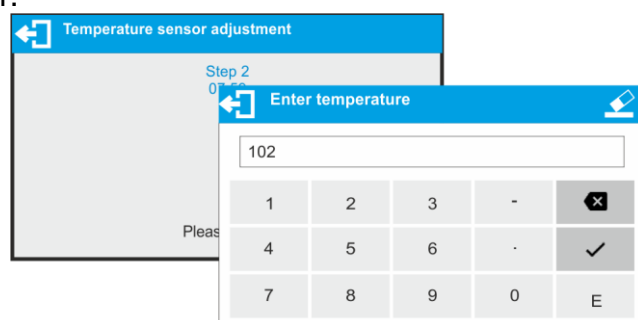 Temperature sensor adjustment
Step 2
Enter temperature
102
1 2 3 -
Pleas
4 5 6 .
7 8 9 0 E